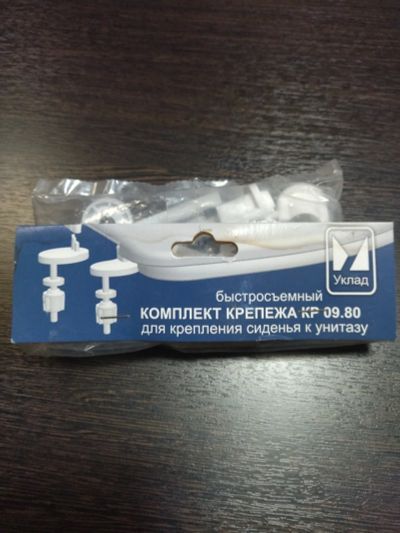 Уклад
быстросъемный
КОМПЛЕКТ КРЕПЕЖА КР 09.80
для крепления сиденья к унитазу